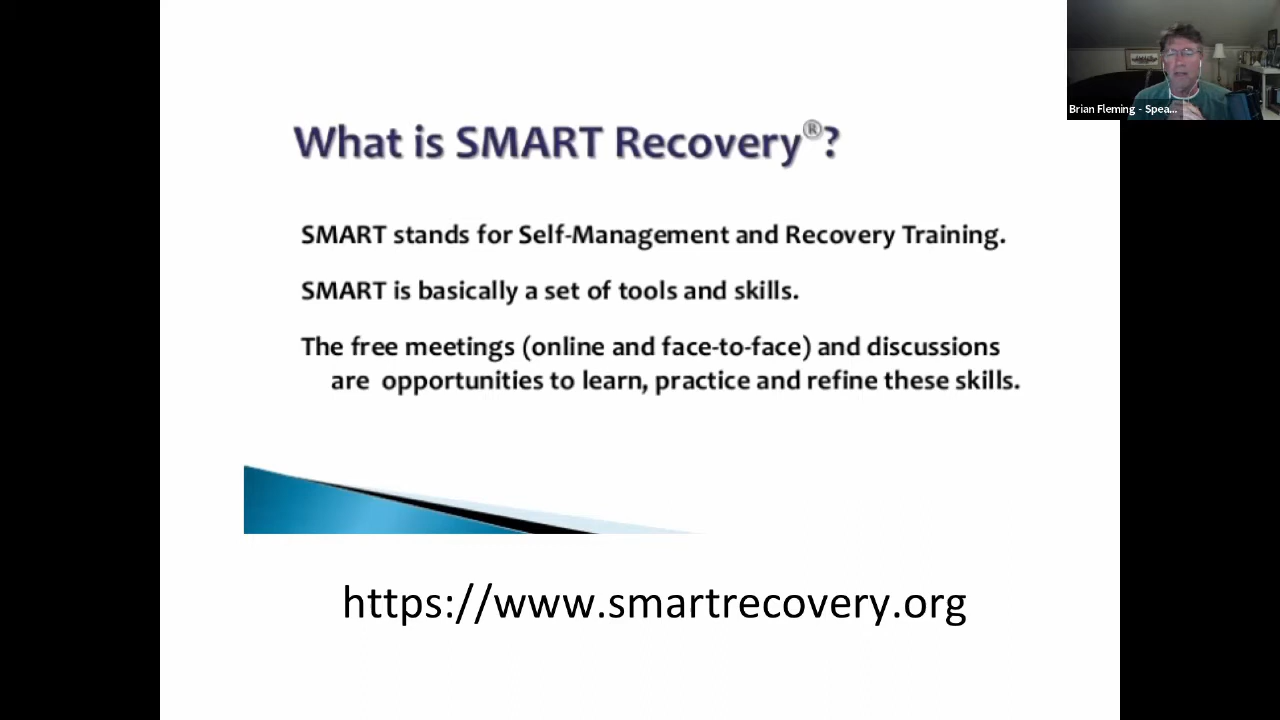 What is SMART Recovery®?
SMART stands for Self-Management and Recovery Training.
SMART is basically a set of tools and skills.
The free meetings (online and face-to-face) and discussions
are opportunities to learn, practice and refine these skills.
https://www.smartrecovery.org
Brian Fleming - Spea...